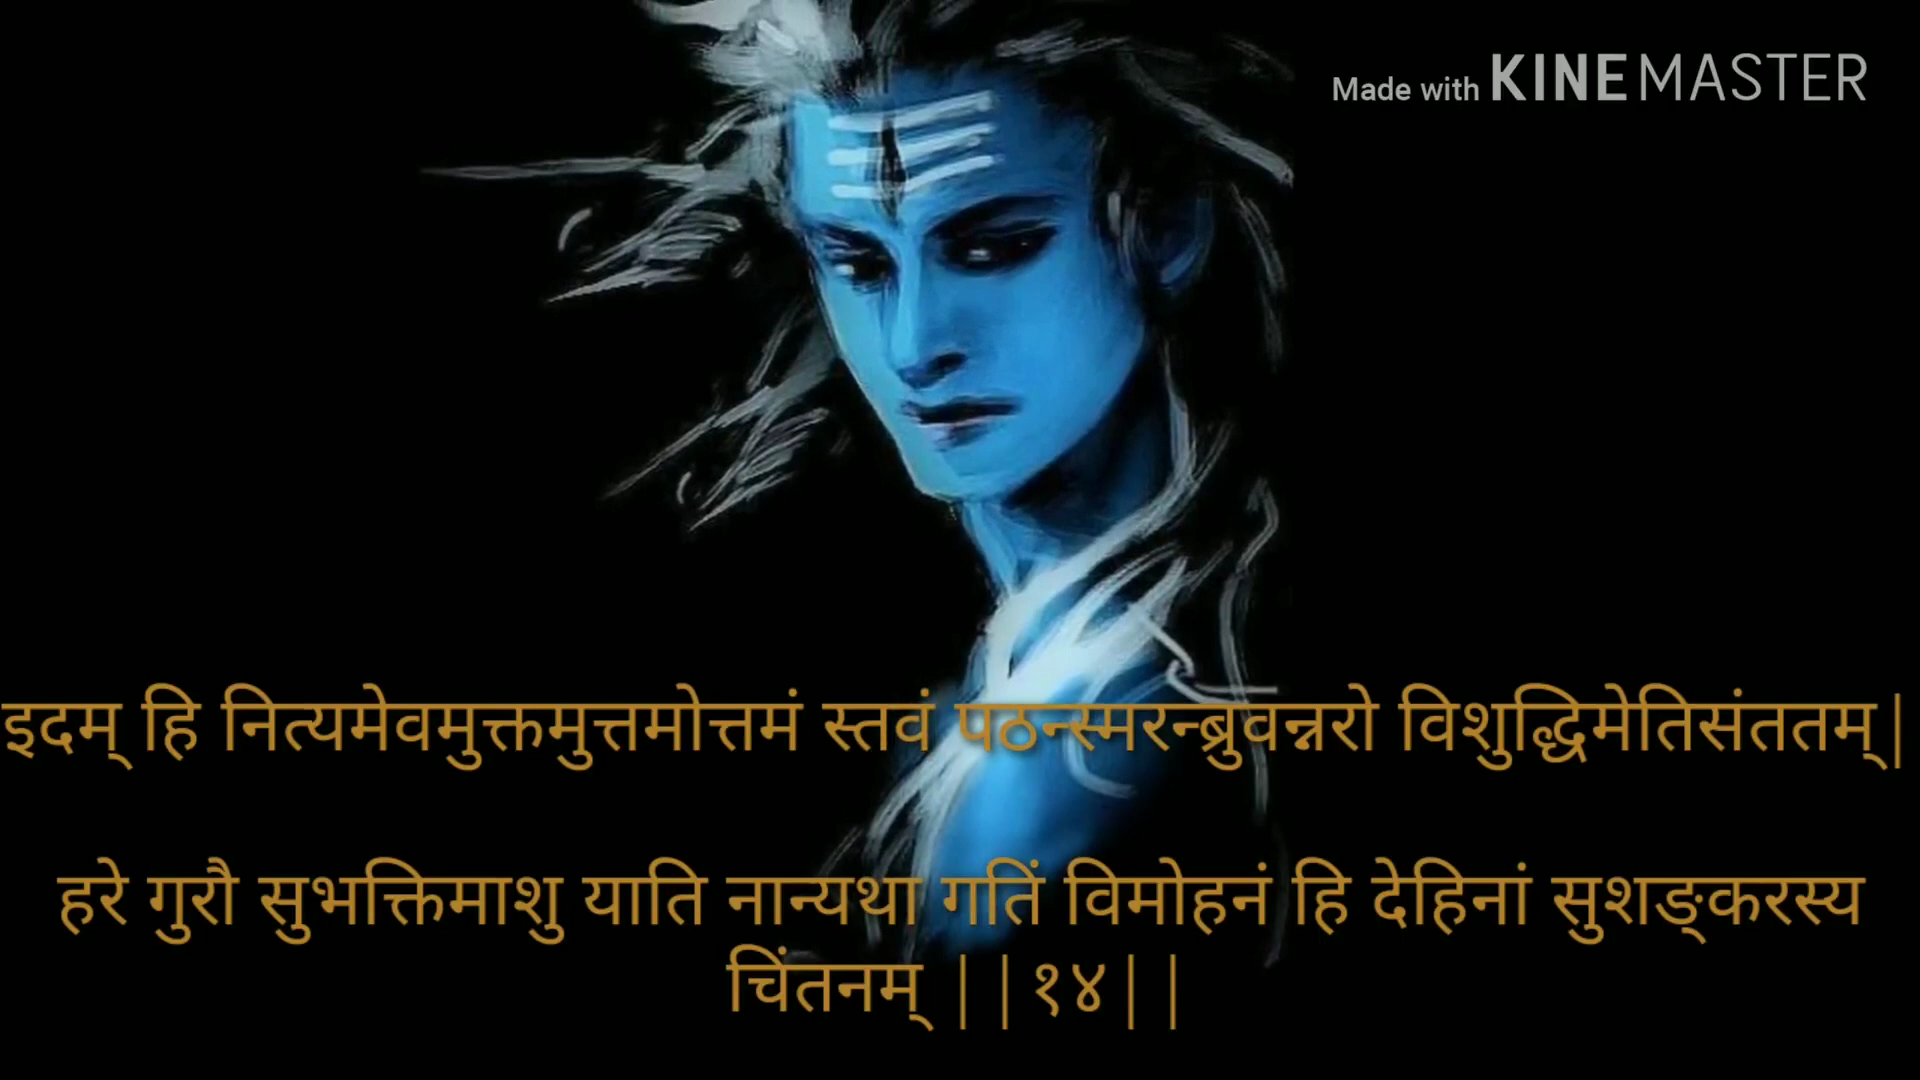 Made with KINEMASTER
इदम् हि नित्यमेवमुक्तमुत्तमोत्तमं स्तवं पठन्स्मरन्ब्रुवन्नरो विशुद्धिमेतिसंततम्|
हरे गुरौ सुभक्तिमाशु याति नान्यथा गतिं विमोहनं हि देहिनां सुशङ्करस्य
चिंतनम् ||१४||